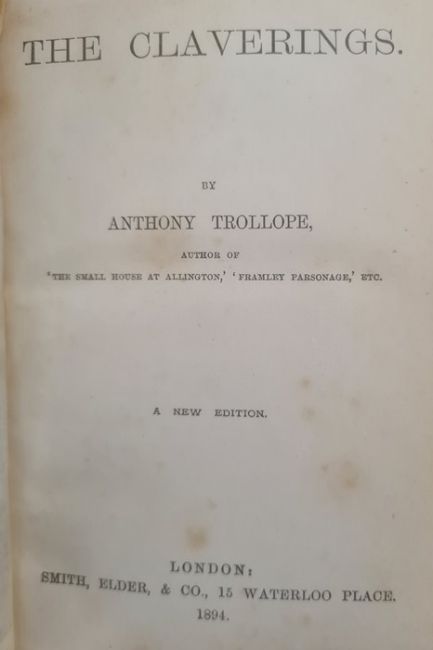 THE CLAVERINGS.
BY
ANTHONY TROLLOPE,
AUTHOR OF
'THE SMALL HOUSE AT ALLINGTON,' 'FRAMLEY PARSONAGE,' ETC.
A NEW EDITION.
LONDON:
SMITH, ELDER, & CO., 15 WATERLOO PLACE.
1894.